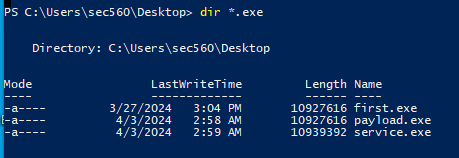 PS C:\Users\sec560\Desktop> dir *.exe
Directory: C:\Users\sec560\Desktop
Mode LastWriteTime Length Name
---- ------------- ------ ----
-a---- 3/27/2024 3:04 PM 10927616 first.exe
-a---- 4/3/2024 2:58 AM 10927616 payload.exe
-a---- 4/3/2024 2:59 AM 10939392 service.exe